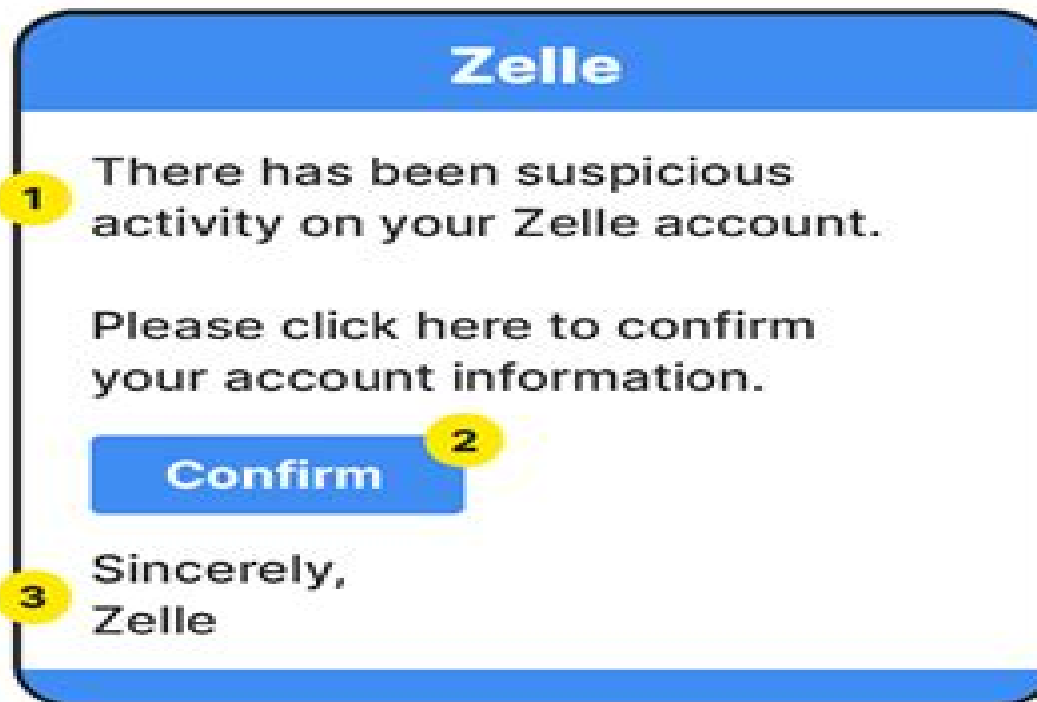 Zelle
1
There has been suspicious
activity on your Zelle account.
Please click here to confirm
your account information.
2
Confirm
3
Sincerely,
Zelle